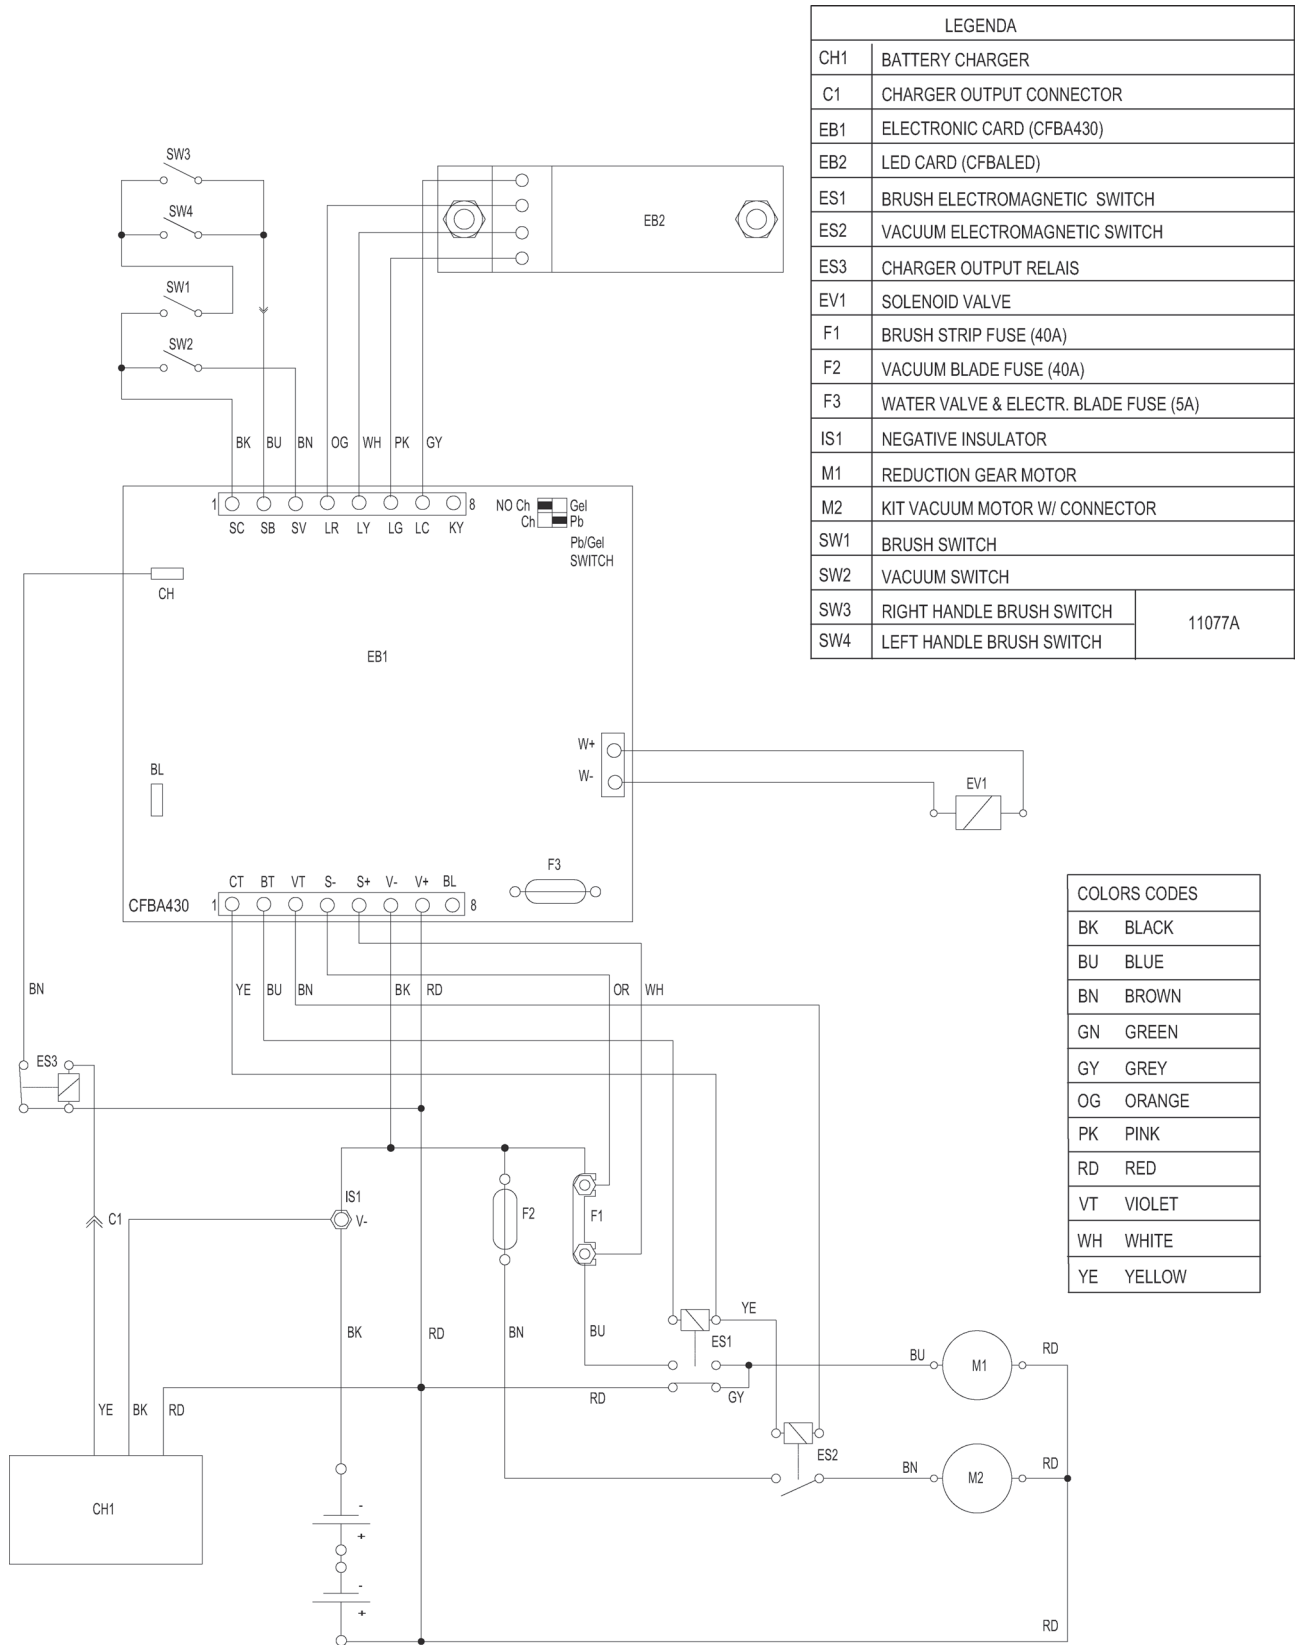 LEGENDA
CH1 BATTERY CHARGER
C1 CHARGER OUTPUT CONNECTOR
EB1 ELECTRONIC CARD (CFBA430)
EB2 LED CARD (CFBALED)
ES1 BRUSH ELECTROMAGNETIC SWITCH
ES2 VACUUM ELECTROMAGNETIC SWITCH
ES3 CHARGER OUTPUT RELAIS
EV1 SOLENOID VALVE
F1 BRUSH STRIP FUSE (40A)
F2 VACUUM BLADE FUSE (40A)
F3 WATER VALVE & ELECTR. BLADE FUSE (5A)
IS1 NEGATIVE INSULATOR
M1 REDUCTION GEAR MOTOR
M2 KIT VACUUM MOTOR W/ CONNECTOR
SW1 BRUSH SWITCH
SW2 VACUUM SWITCH
SW3 RIGHT HANDLE BRUSH SWITCH
SW4 LEFT HANDLE BRUSH SWITCH
11077A
SW3
SW4
SW1
SW2
EB2
BK BU BN OG WH PK GY
1 8
SC SB SV LR LY LG LC KY
NO Ch Gel
Ch Pb
Pb/Gel
SWITCH
CH
EB1
W+
W-
EV1
BL
F3
CT BT VT S- S+ V- V+ BL
CFBA430 1 8
COLORS CODES
BK BLACK
BU BLUE
BN BROWN
GN GREEN
GY GREY
OG ORANGE
PK PINK
RD RED
VT VIOLET
WH WHITE
YE YELLOW
BN YE BU BN BK RD OR WH
ES3
IS1
V-
C1
F2
F1
BK RD BN BU
YE
ES1
RD GY
BU M1 RD
YE BK RD
ES2
BN M2 RD
CH1
-
+
-
+
RD